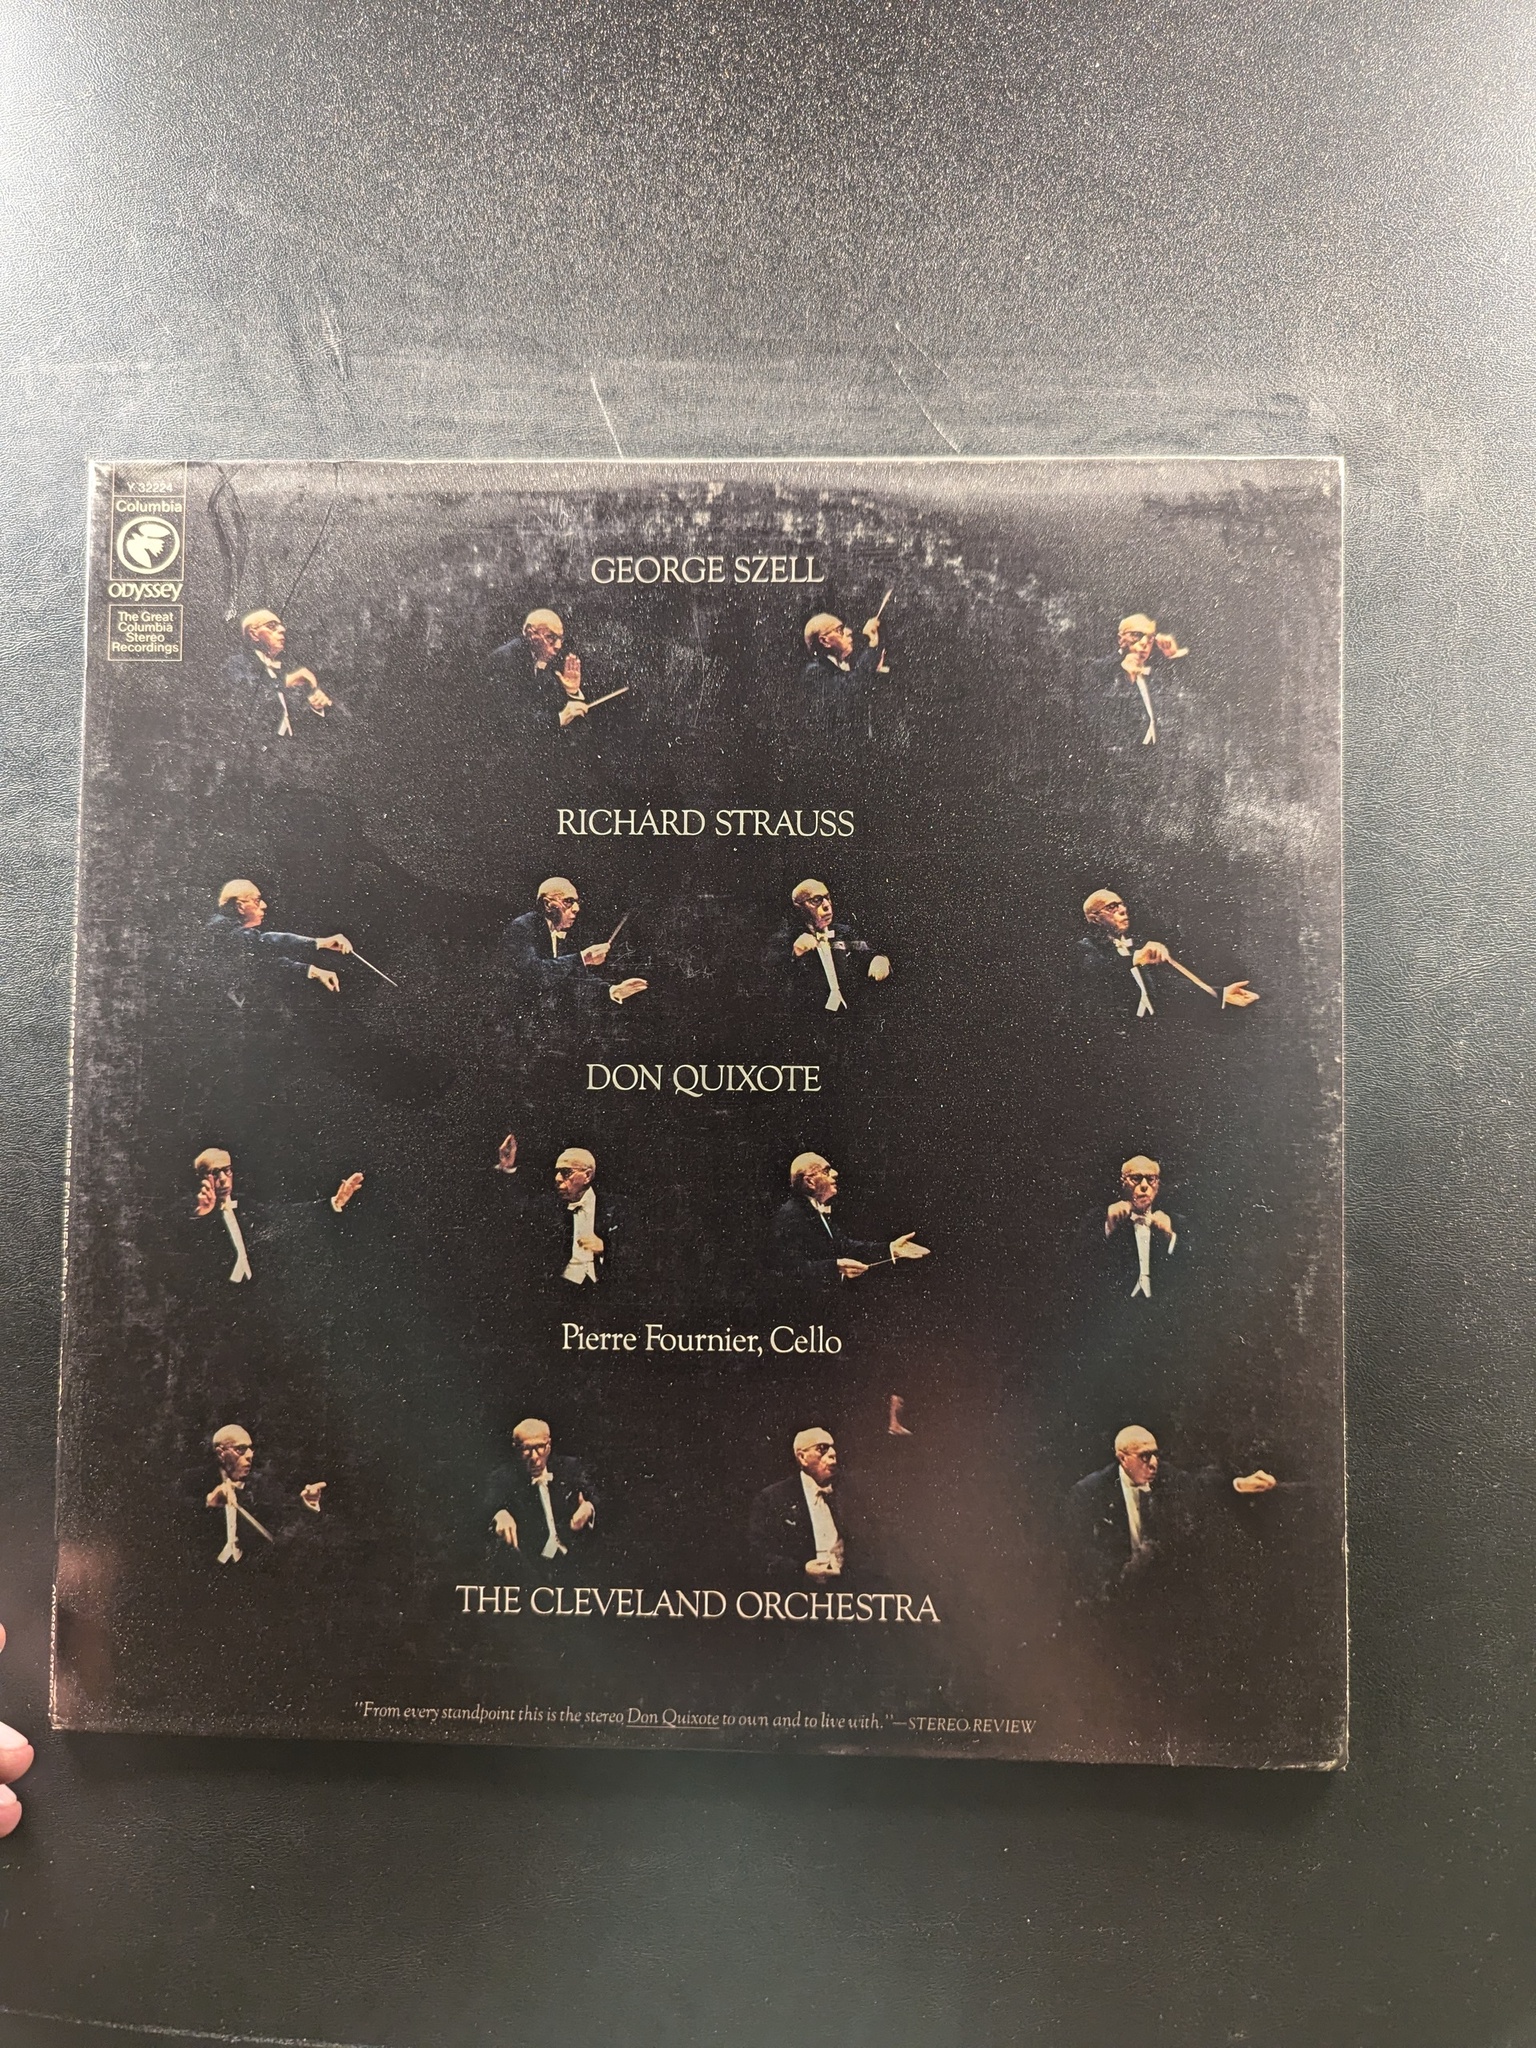 Y 32224
Columbia
ODYSSEY
The Great
Columbia
Stereo
Recordings
GEORGE SZELL
RICHARD STRAUSS
DON QUIXOTE
Pierre Fournier, Cello
THE CLEVELAND ORCHESTRA
"From every standpoint this is the stereo Don Quixote to own and to live with."—STEREO REVIEW